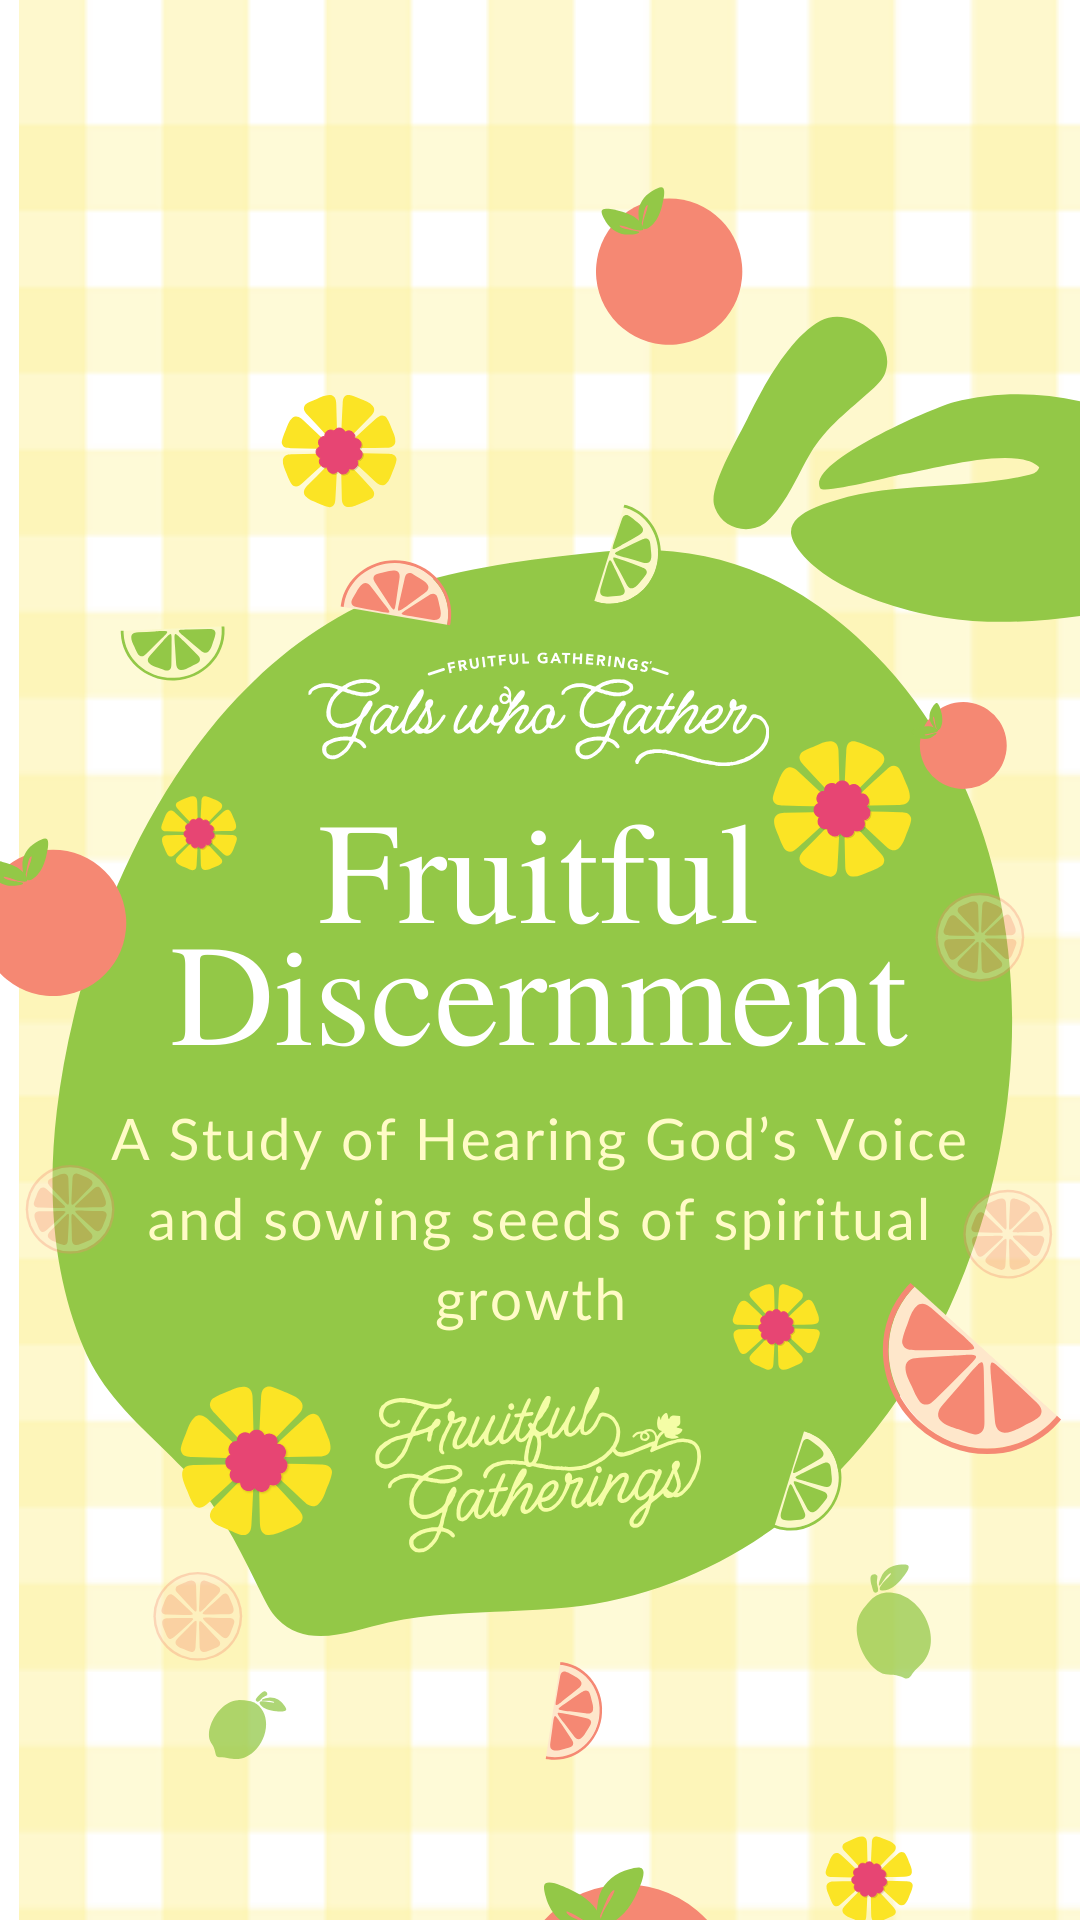 FRUITFUL GATHERINGS'
Gals who Gather
Fruitful
Discernment
A Study of Hearing God’s Voice
and sowing seeds of spiritual
growth
Fruitful
Gatherings